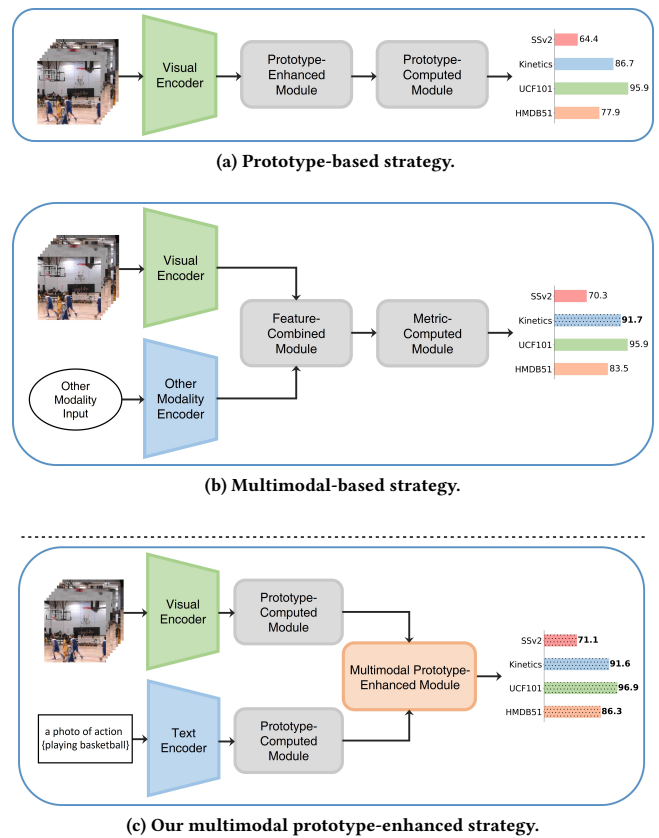 Visual
Encoder
Prototype-
Enhanced
Module
Prototype-
Computed
Module
SSv2
64.4
Kinetics
86.7
UCF101
95.9
HMDB51
77.9
(a) Prototype-based strategy.
Visual
Encoder
Other
Modality
Input
Other
Modality
Encoder
Feature-
Combined
Module
Metric-
Computed
Module
SSv2
70.3
Kinetics
91.7
UCF101
95.9
HMDB51
83.5
(b) Multimodal-based strategy.
Visual
Encoder
Prototype-
Computed
Module
a photo of action
{playing basketball}
Text
Encoder
Prototype-
Computed
Module
Multimodal Prototype-
Enhanced Module
SSv2
71.1
Kinetics
91.6
UCF101
96.9
HMDB51
86.3
(c) Our multimodal prototype-enhanced strategy.